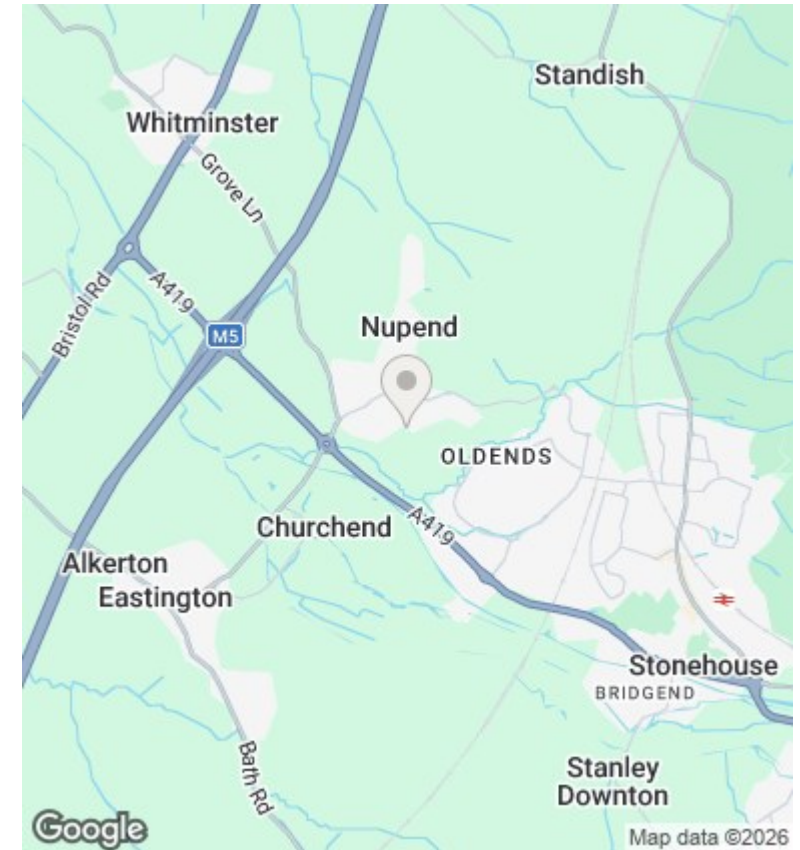 Standish
Whitminster
Grove Ln
Bristol Rd
A419
M5
Nupend
OLDENDS
Churchend
A419
Alkerton
Eastington
Stonehouse
BRIDGEND
Bath Rd
Stanley
Downton
Google
Map data ©2026